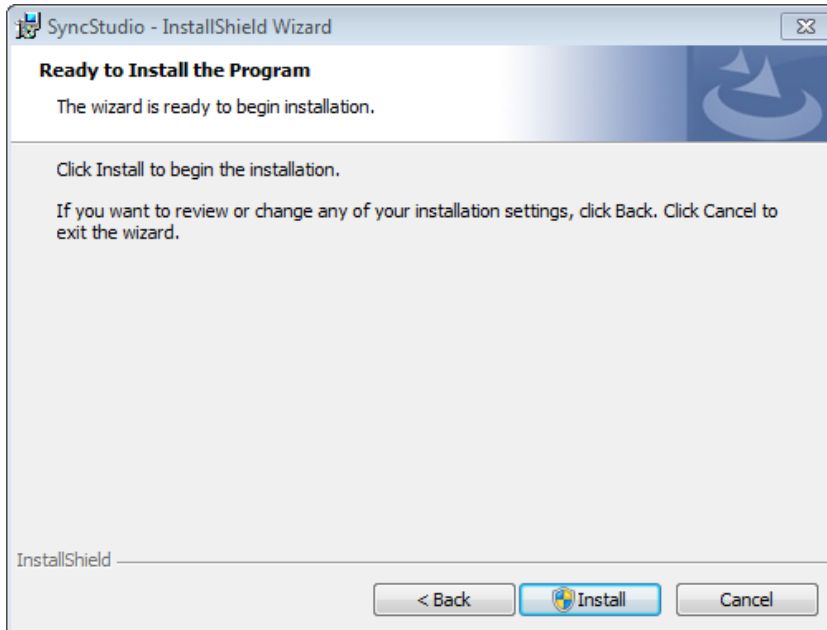 SyncStudio - InstallShield Wizard
Ready to Install the Program
The wizard is ready to begin installation.
Click Install to begin the installation.
If you want to review or change any of your installation settings, click Back. Click Cancel to
exit the wizard.
InstallShield
< Back
Install
Cancel